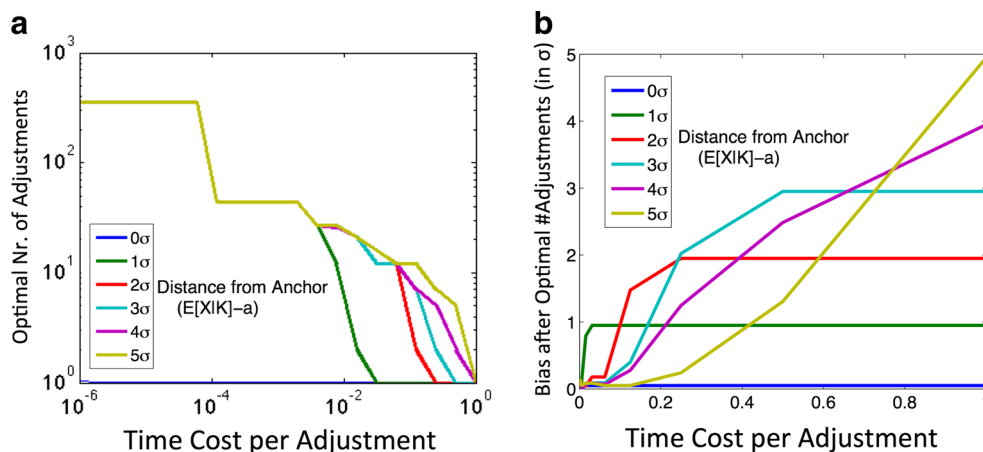 a
Optimal Nr. of Adjustments
10^3
10^2
10^1
10^0
0σ
1σ
2σ
3σ
4σ
5σ
Distance from Anchor
(E[X|K]−a)
10^-6
10^-4
10^-2
10^0
Time Cost per Adjustment
b
Bias after Optimal #Adjustments (in σ)
5
4
3
2
1
0
0σ
1σ
2σ
3σ
4σ
5σ
Distance from Anchor
(E[X|K]−a)
0
0.2
0.4
0.6
0.8
Time Cost per Adjustment